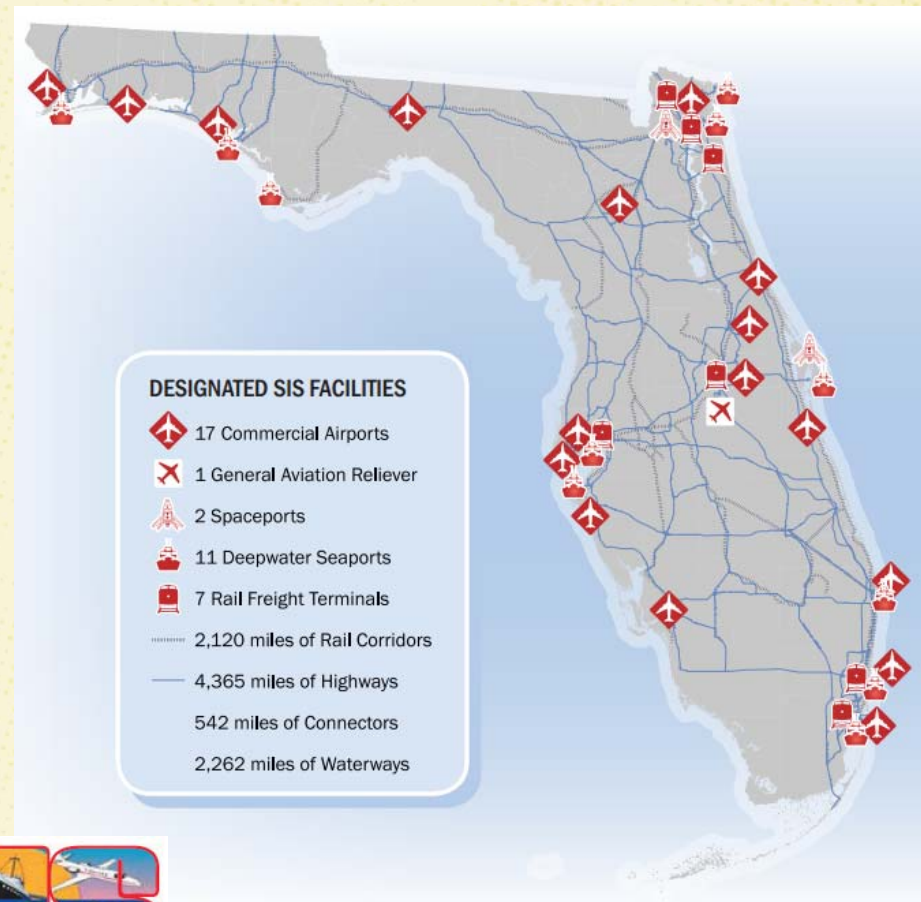 DESIGNATED SIS FACILITIES
17 Commercial Airports
1 General Aviation Reliever
2 Spaceports
11 Deepwater Seaports
7 Rail Freight Terminals
2,120 miles of Rail Corridors
4,365 miles of Highways
542 miles of Connectors
2,262 miles of Waterways